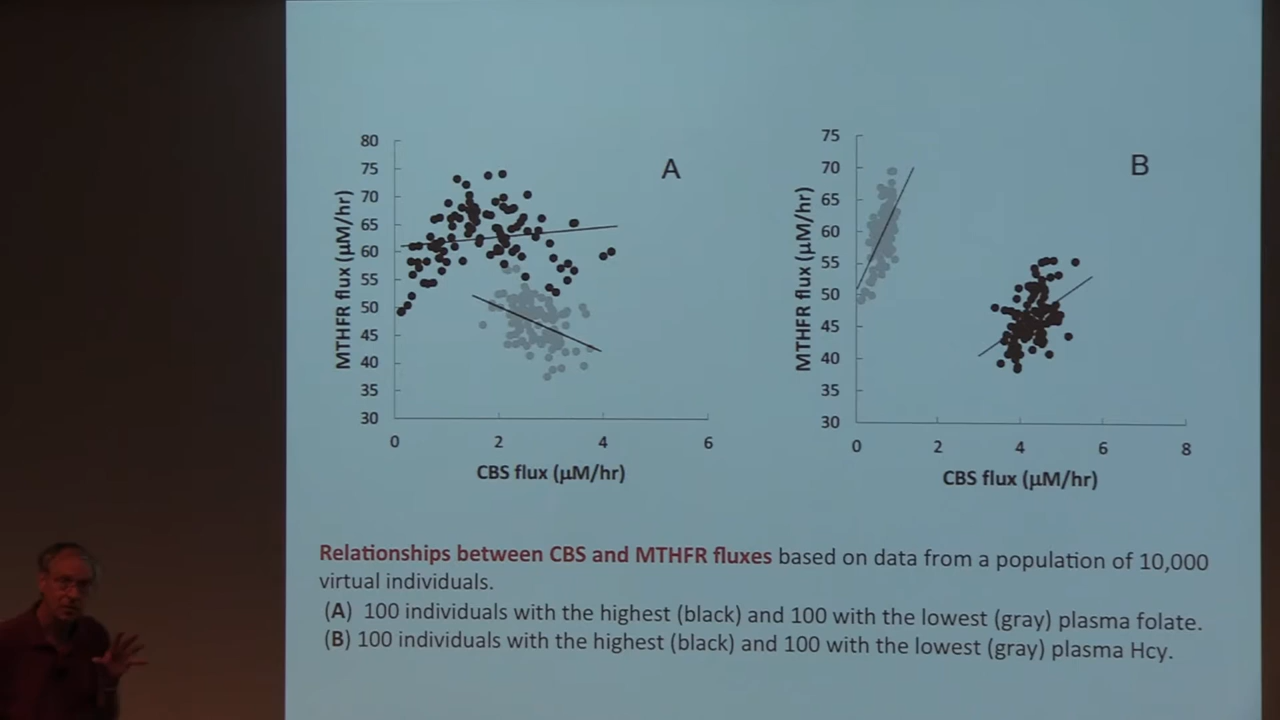 A
80
75
70
65
60
55
50
45
40
35
30
MTHFR flux (µM/hr)
0 2 4 6
CBS flux (µM/hr)
B
75
70
65
60
55
50
45
40
35
30
MTHFR flux (µM/hr)
0 2 4 6 8
CBS flux (µM/hr)
Relationships between CBS and MTHFR fluxes based on data from a population of 10,000
virtual individuals.
(A) 100 individuals with the highest (black) and 100 with the lowest (gray) plasma folate.
(B) 100 individuals with the highest (black) and 100 with the lowest (gray) plasma Hcy.